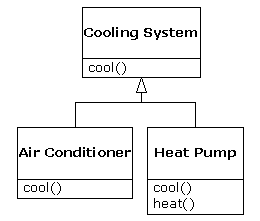 Cooling System
cool()
Air Conditioner
cool()
Heat Pump
cool()
heat()